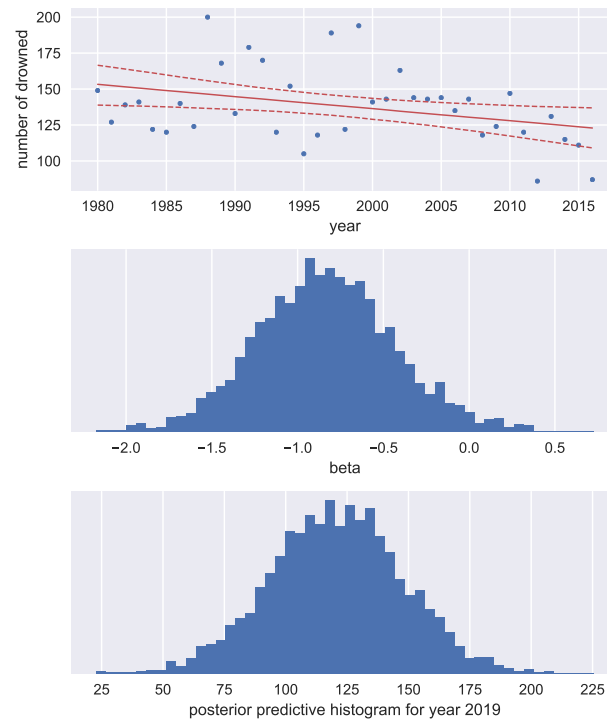 number of drowned
200
175
150
125
100
1980 1985 1990 1995 2000 2005 2010 2015
year
−2.0 −1.5 −1.0 −0.5 0.0 0.5
beta
25 50 75 100 125 150 175 200 225
posterior predictive histogram for year 2019